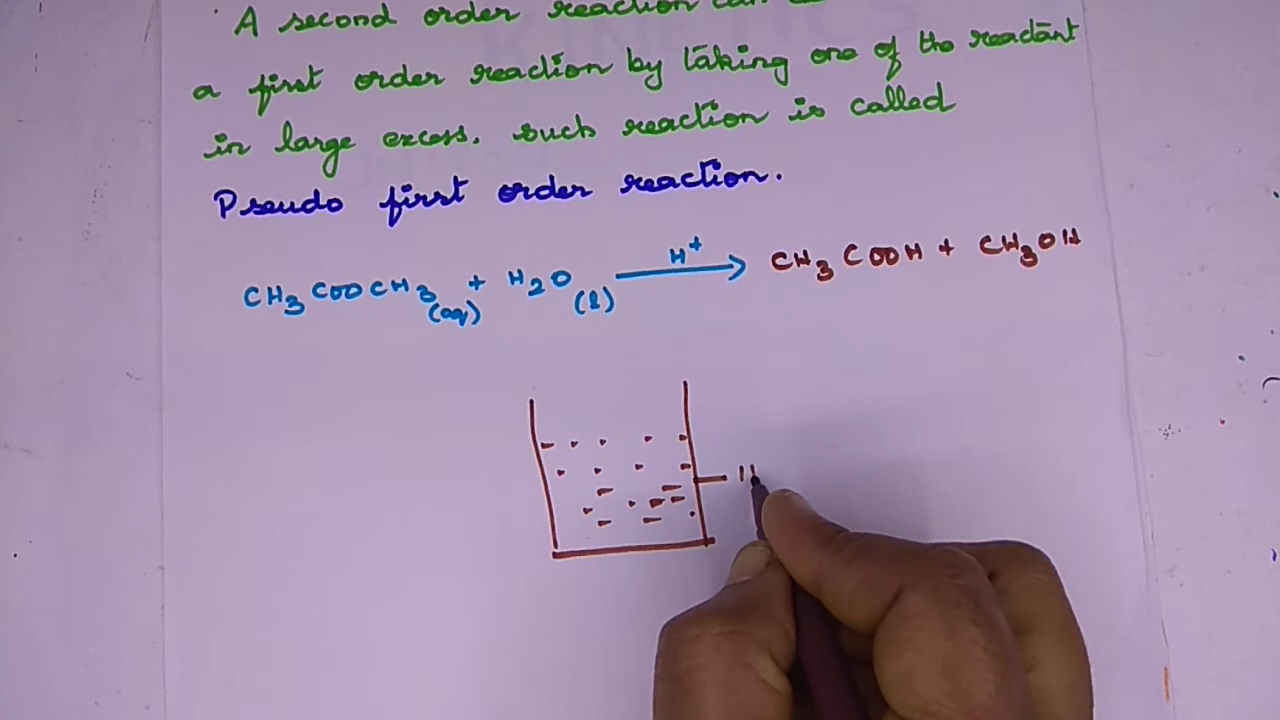 A second order reaction can
a first order reaction by taking one of the reactant
in large excess. such reaction is called
Pseudo first order reaction.
CH3COOCH3(aq) + H2O(l) H+→ CH3COOH + CH3OH